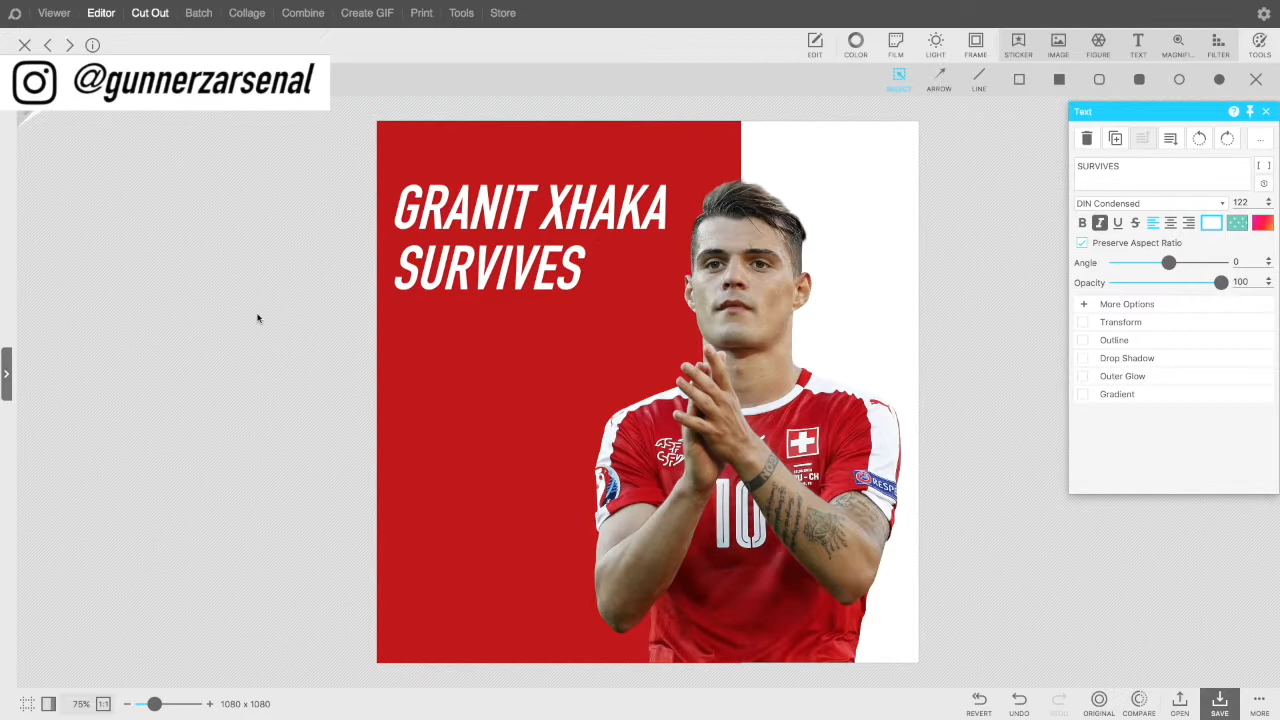 Viewer Editor Cut Out Batch Collage Combine Create GIF Print Tools Store
EDIT COLOR FILM LIGHT FRAME STICKER IMAGE FIGURE TEXT MAGNIFI.. FILTER TOOLS
@gunnerzarsenal
SELECT ARROW LINE
Text
SURVIVES
DIN Condensed 122
B I U S
Preserve Aspect Ratio
Angle 0
Opacity 100
More Options
Transform
Outline
Drop Shadow
Outer Glow
Gradient
GRANIT XHAKA
SURVIVES
SFV
10
RESPE
75% 1:1 1080 x 1080
REVERT UNDO REDO ORIGINAL COMPARE OPEN SAVE MORE